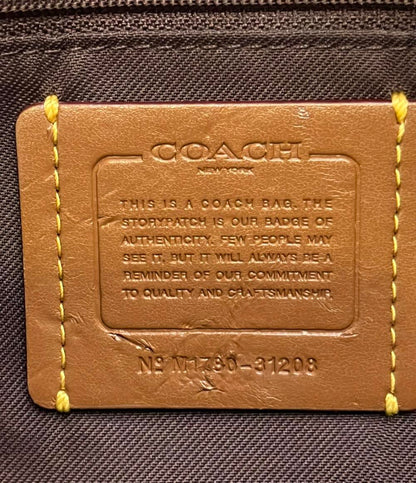 COACH
NEW YORK
THIS IS A COACH BAG. THE
STORYPATCH IS OUR BADGE OF
AUTHENTICITY. FEW PEOPLE MAY
SEE IT, BUT IT WILL ALWAYS BE A
REMINDER OF OUR COMMITMENT
TO QUALITY AND CRAFTSMANSHIP.
Nº M1780-31208